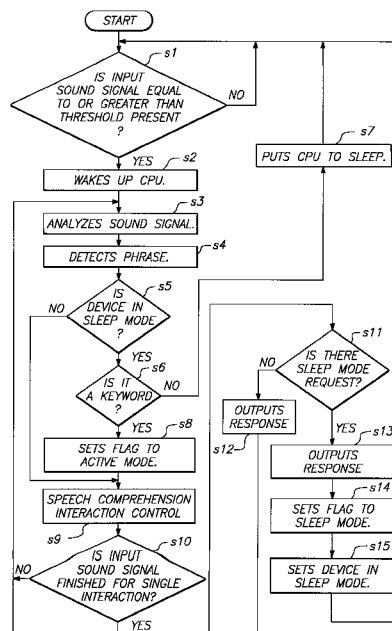 START
s1
IS INPUT
SOUND SIGNAL EQUAL
TO OR GREATER THAN
THRESHOLD PRESENT
?
NO
YES
s2
WAKES UP CPU.
s7
PUTS CPU TO SLEEP.
s3
ANALYZES SOUND SIGNAL.
s4
DETECTS PHRASE.
s5
IS
DEVICE IN
SLEEP MODE
?
NO
YES
s6
IS IT
A KEYWORD
?
NO
YES
s8
SETS FLAG TO
ACTIVE MODE.
SPEECH COMPREHENSION
INTERACTION CONTROL
s9
s10
IS INPUT
SOUND SIGNAL
FINISHED FOR SINGLE
INTERACTION?
NO
YES
s11
IS THERE
SLEEP MODE
REQUEST?
NO
YES
OUTPUTS
RESPONSE
s12
s13
OUTPUTS
RESPONSE
s14
SETS FLAG TO
SLEEP MODE.
s15
SETS DEVICE IN
SLEEP MODE.